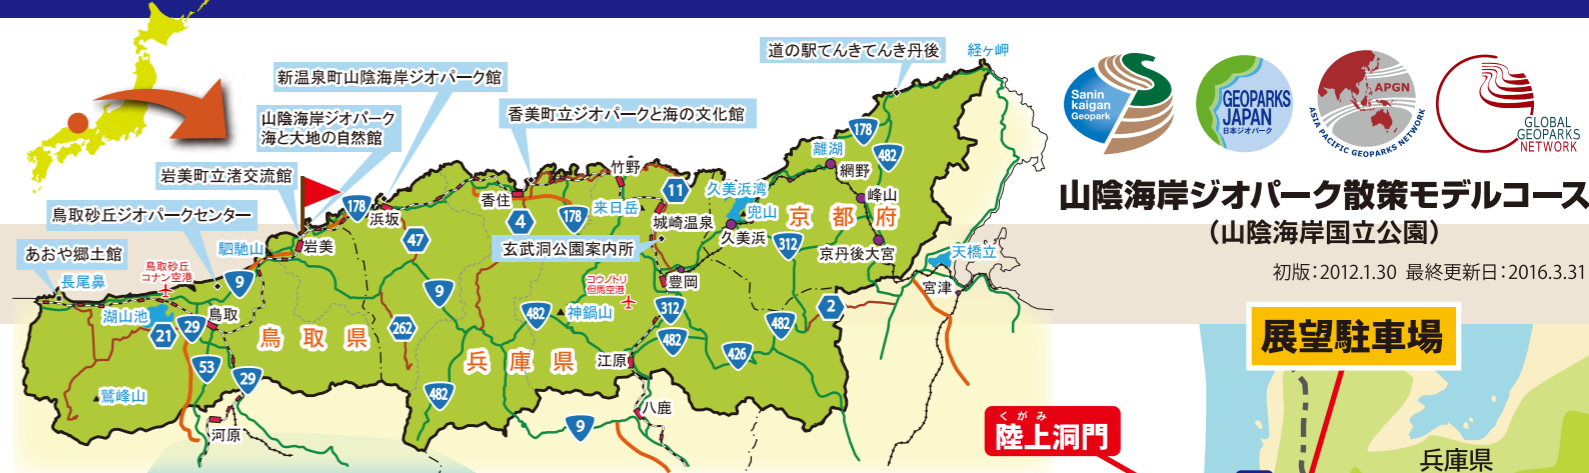 道の駅てんきてんき丹後
経ヶ岬
新温泉町山陰海岸ジオパーク館
山陰海岸ジオパーク
海と大地の自然館
香美町立ジオパークと海の文化館
岩美町立渚交流館
鳥取砂丘ジオパークセンター
あおや郷土館
長尾鼻
駟馳山
鳥取砂丘
コナン空港
湖山池
鳥取
岩美
浜坂
香住
竹野
来日岳
城崎温泉
玄武洞公園案内所
久美浜湾
兜山
久美浜
離湖
網野
峰山
京丹後大宮
京都府
天橋立
宮津
豊岡
コウノトリ
但馬空港
神鍋山
江原
八鹿
鳥取県
兵庫県
鷲峰山
河原
178
482
11
178
4
178
47
312
9
9
482
262
312
482
482
426
2
21
29
53
29
482
9
Sanin
kaigan
Geopark
GEOPARKS
JAPAN
日本ジオパーク
APGN
ASIA PACIFIC GEOPARKS NETWORK
GLOBAL
GEOPARKS
NETWORK
山陰海岸ジオパーク散策モデルコース
（山陰海岸国立公園）
初版：2012.1.30 最終更新日：2016.3.31
展望駐車場
くがみ
陸上洞門
兵庫県